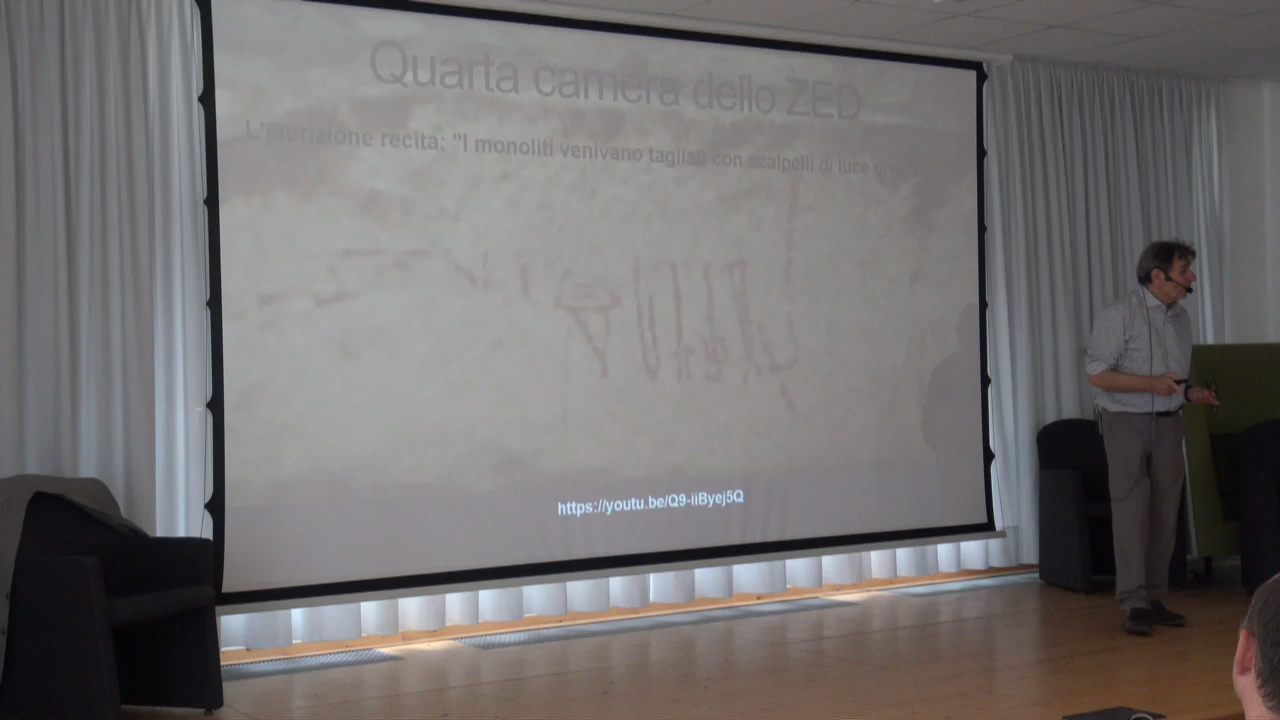 Quarta camera dello ZED
L'iscrizione recita: "I monoliti venivano tagliati con scalpelli di luce
https://youtu.be/Q9-iiByej5Q